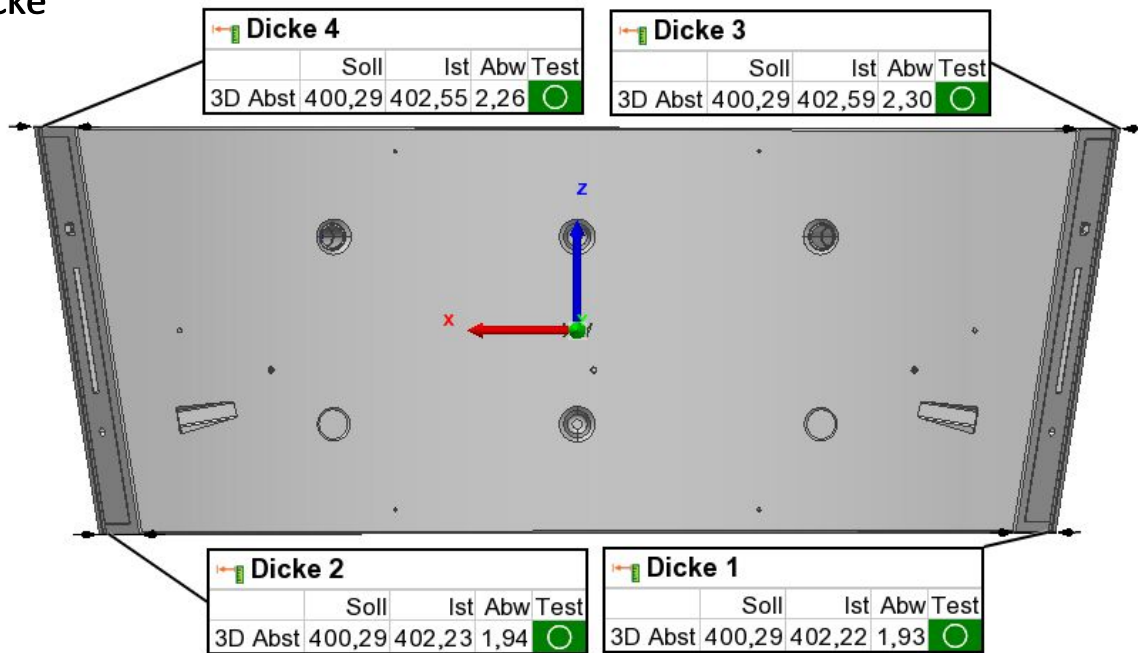 cke
Dicke 4
Soll Ist Abw Test
3D Abst 400,29 402,55 2,26
Dicke 3
Soll Ist Abw Test
3D Abst 400,29 402,59 2,30
Z
X
Y
Dicke 2
Soll Ist Abw Test
3D Abst 400,29 402,23 1,94
Dicke 1
Soll Ist Abw Test
3D Abst 400,29 402,22 1,93